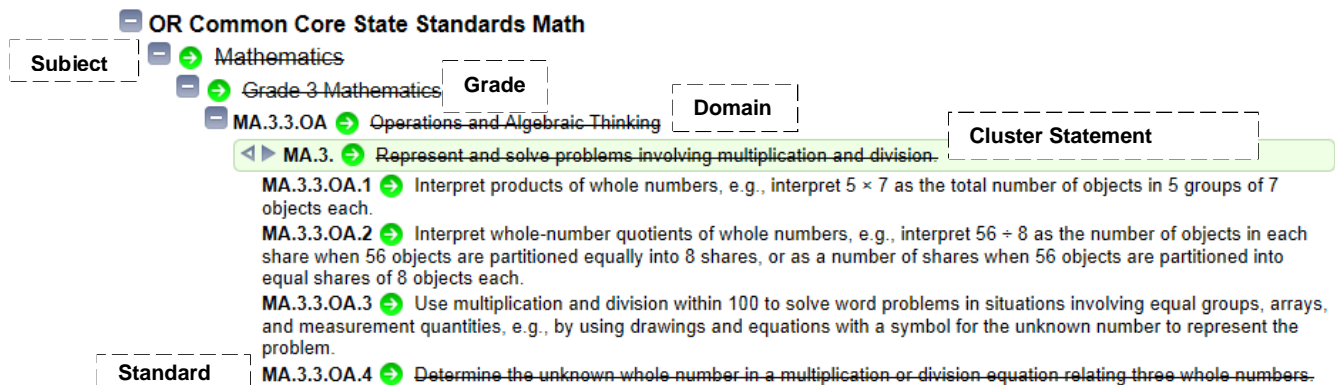 OR Common Core State Standards Math
Subject
Mathematics
Grade 3 Mathematics
Grade
MA.3.3.OA Operations and Algebraic Thinking
Domain
MA.3. Represent and solve problems involving multiplication and division.
Cluster Statement
MA.3.3.OA.1 Interpret products of whole numbers, e.g., interpret 5 × 7 as the total number of objects in 5 groups of 7
objects each.
MA.3.3.OA.2 Interpret whole-number quotients of whole numbers, e.g., interpret 56 ÷ 8 as the number of objects in each
share when 56 objects are partitioned equally into 8 shares, or as a number of shares when 56 objects are partitioned into
equal shares of 8 objects each.
MA.3.3.OA.3 Use multiplication and division within 100 to solve word problems in situations involving equal groups, arrays,
and measurement quantities, e.g., by using drawings and equations with a symbol for the unknown number to represent the
problem.
Standard
MA.3.3.OA.4 Determine the unknown whole number in a multiplication or division equation relating three whole numbers.